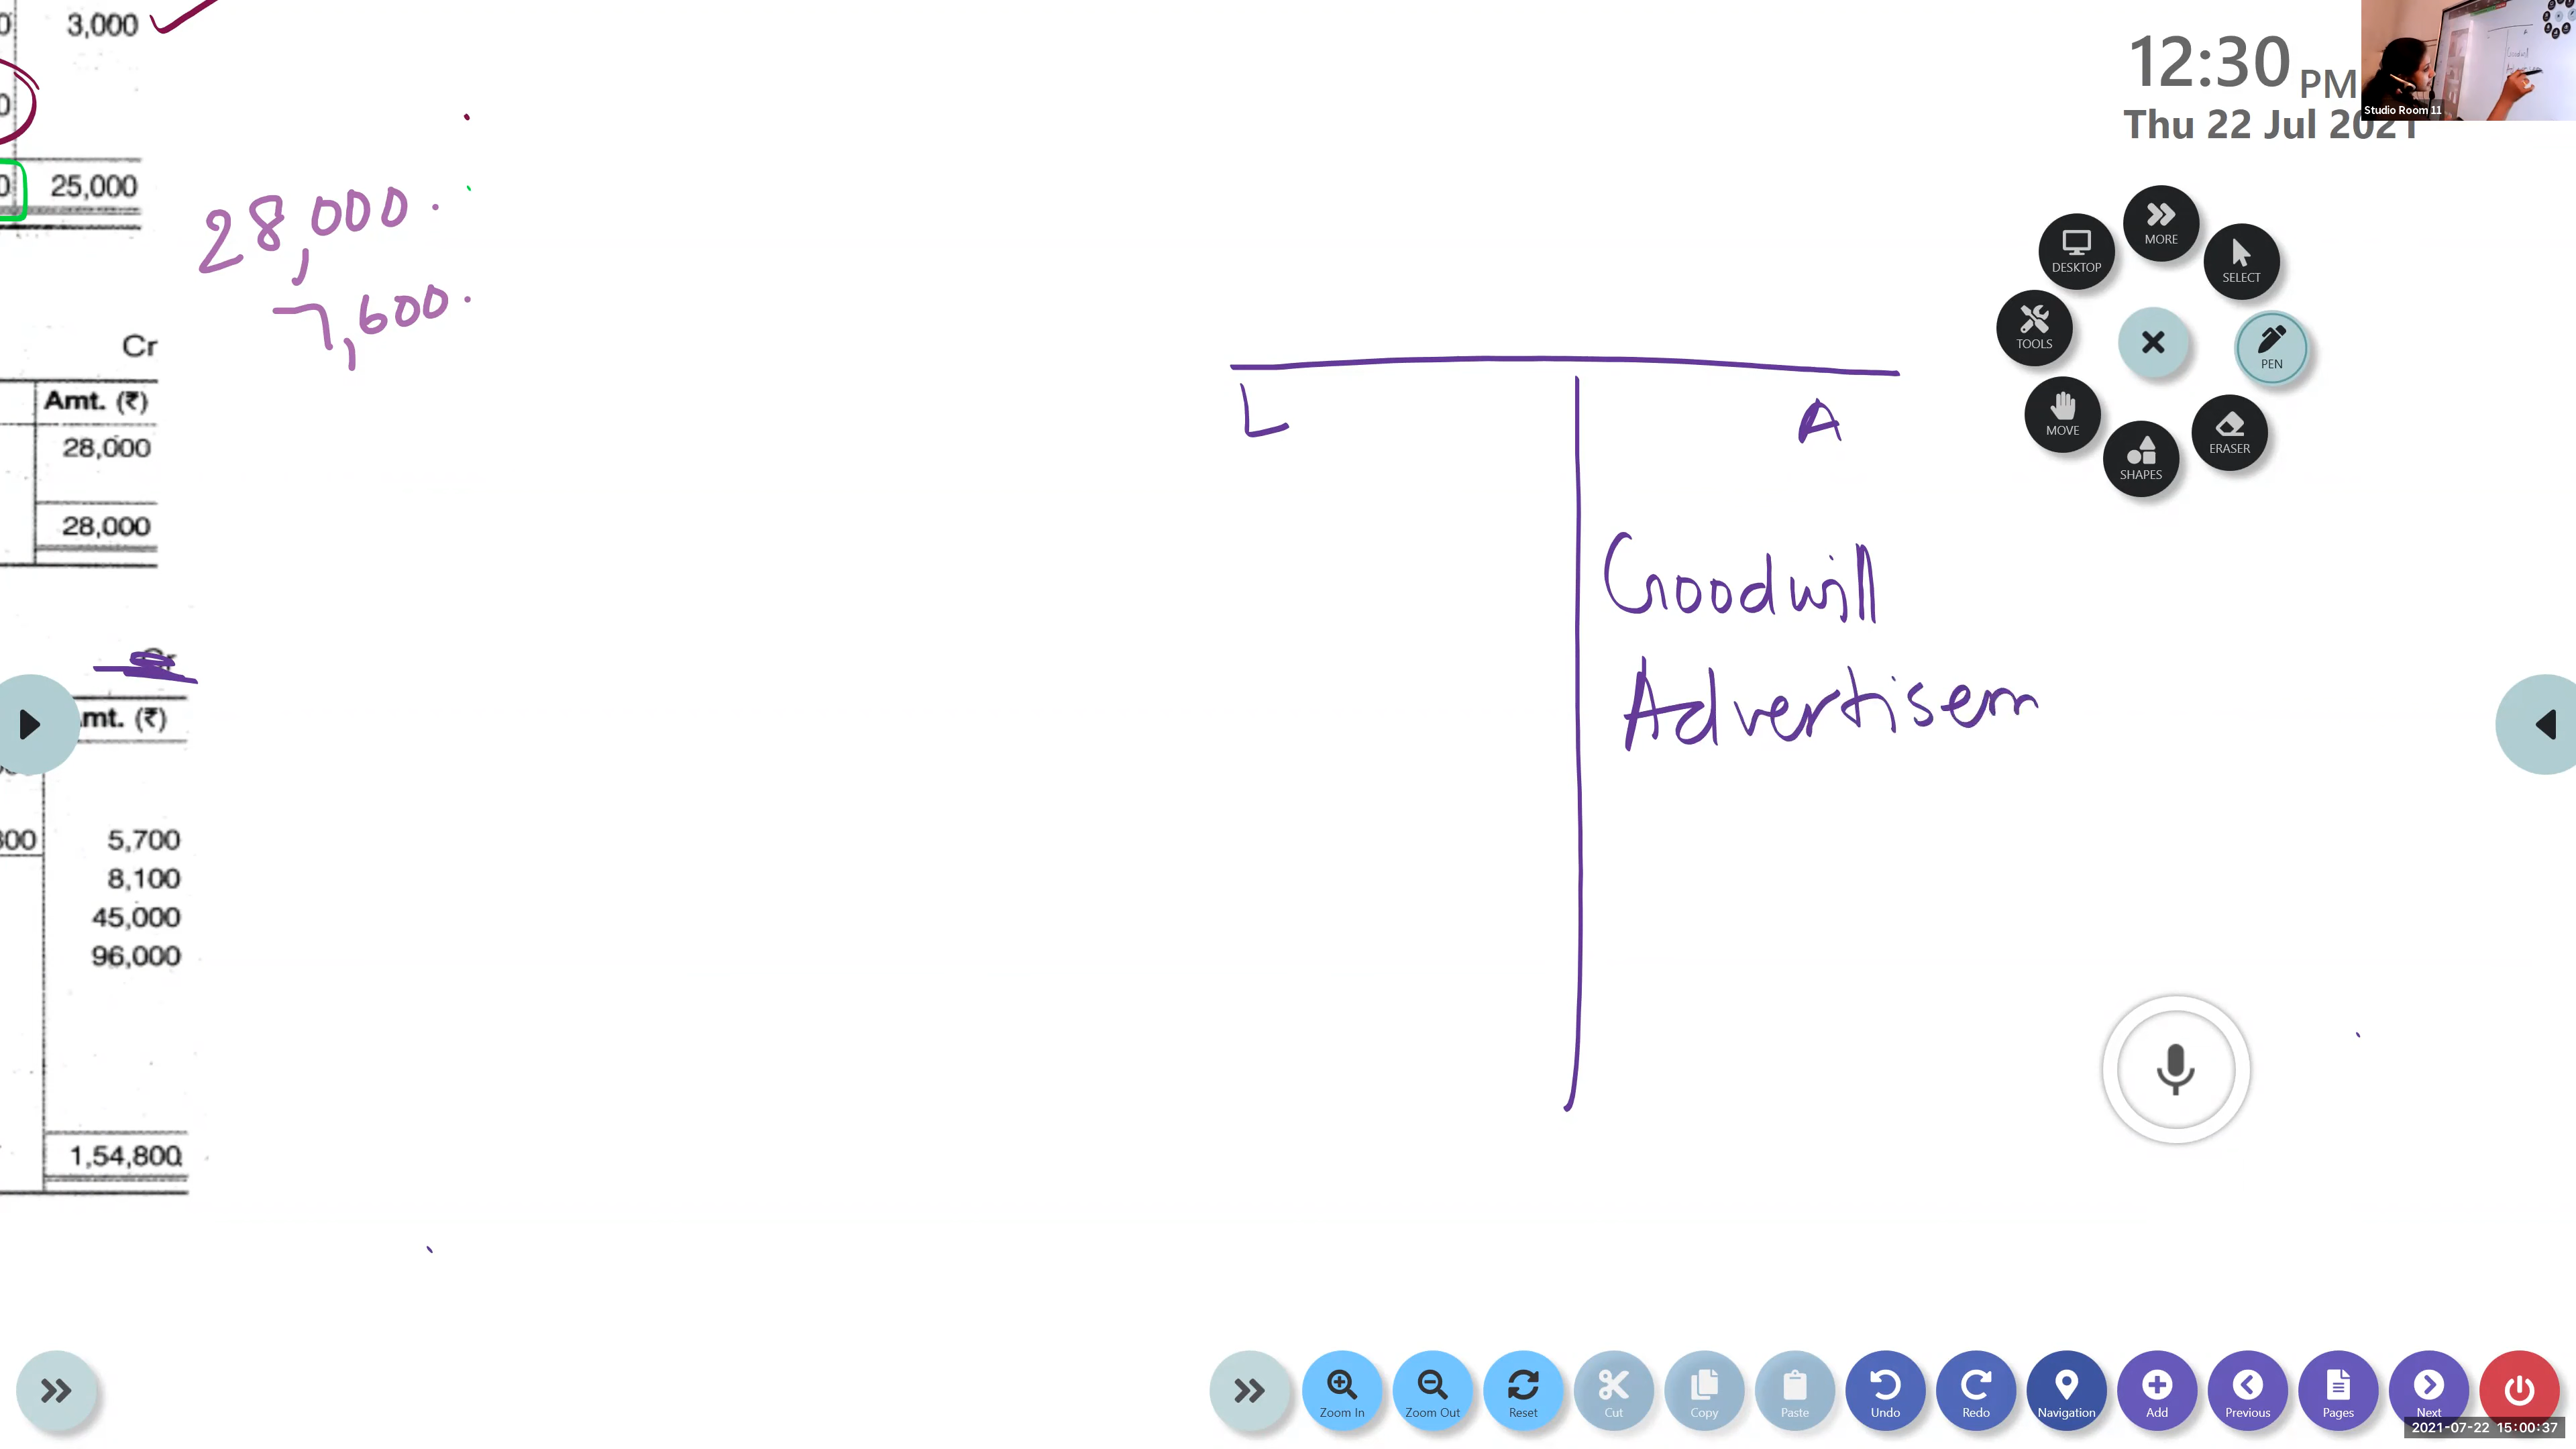 3,000
25,000
28,000.
7,600.
Cr
Amt. (₹)
28,000
28,000
mt. (₹)
300 5,700
8,100
45,000
96,000
1,54,800
L A
Goodwill
Advertisem
12:30 PM
Thu 22 Jul 2021
Studio Room 11
MORE
DESKTOP
SELECT
TOOLS
PEN
MOVE
ERASER
SHAPES
Zoom In Zoom Out Reset Cut Copy Paste Undo Redo Navigation Add Previous Pages Next
2021-07-22 15:00:37